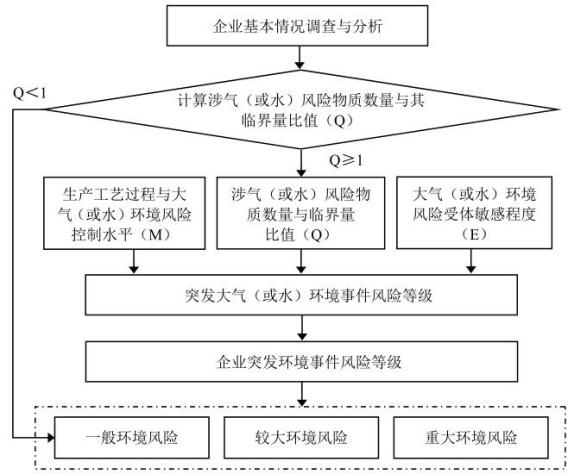 企业基本情况调查与分析
Q＜1
计算涉气（或水）风险物质数量与其
临界量比值（Q）
Q≥1
生产工艺过程与大
气（或水）环境风险
控制水平（M）
涉气（或水）风险物
质数量与临界量
比值（Q）
大气（或水）环境
风险受体敏感程度
（E）
突发大气（或水）环境事件风险等级
企业突发环境事件风险等级
一般环境风险
较大环境风险
重大环境风险